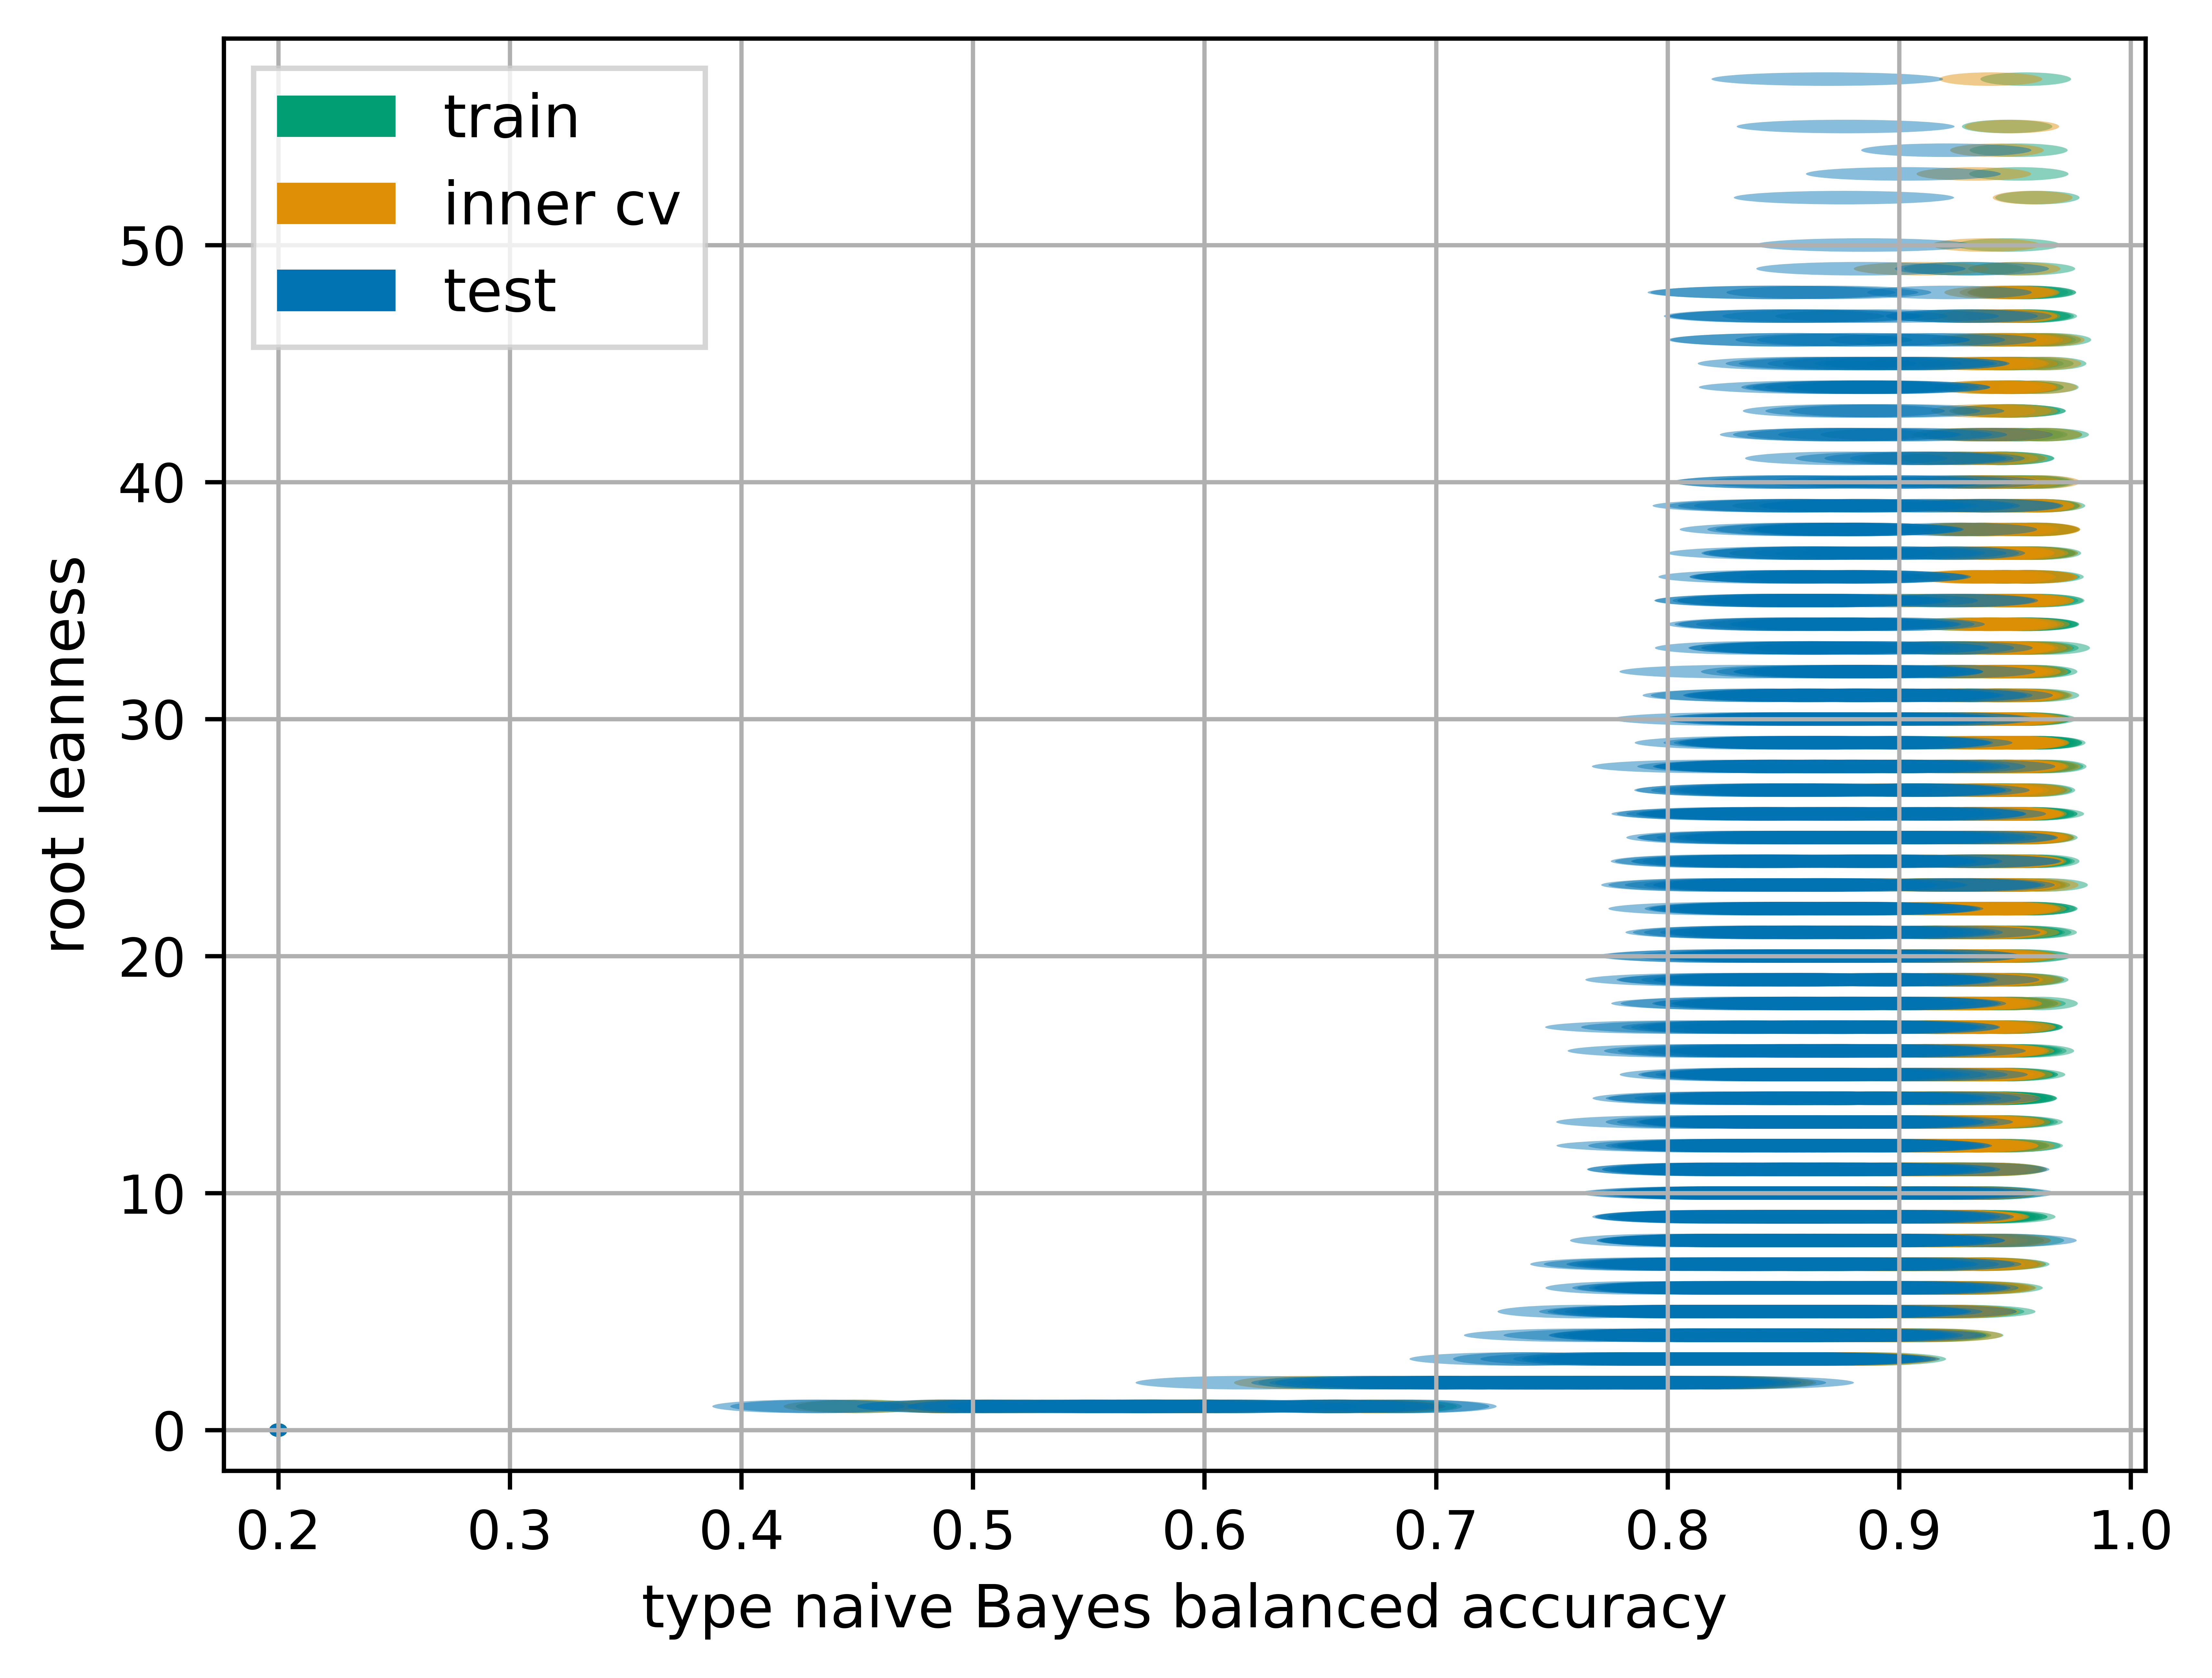 train
inner cv
test
50
40
30
20
10
0
root leanness
0.2 0.3 0.4 0.5 0.6 0.7 0.8 0.9 1.0
type naive Bayes balanced accuracy